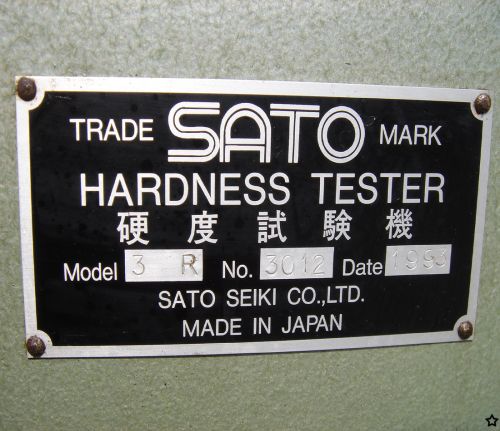 TRADE SATO MARK
HARDNESS TESTER
硬度試験機
Model 3 R No. 3012 Date 1993
SATO SEIKI CO.,LTD.
MADE IN JAPAN